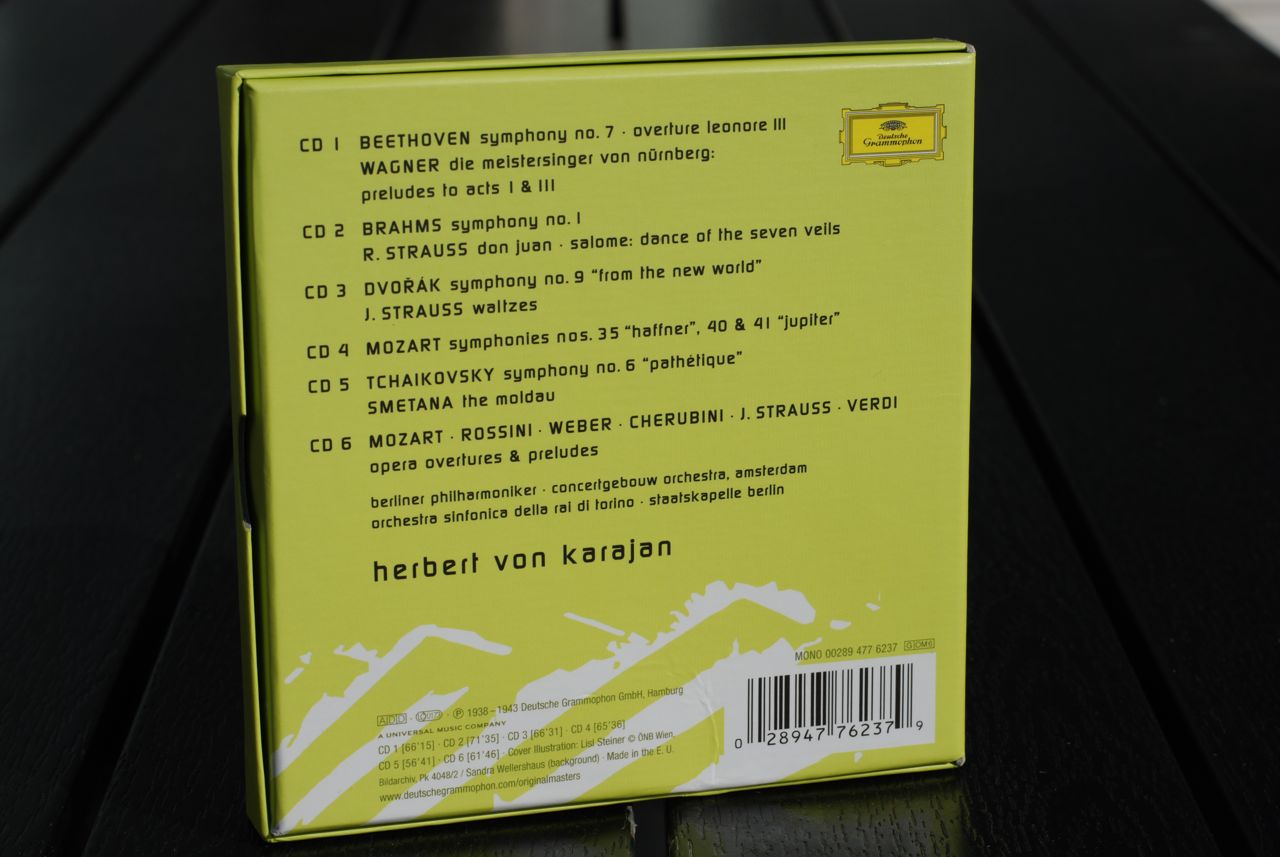 Deutsche
Grammophon
CD 1 BEETHOVEN symphony no. 7 · overture leonore III
WAGNER die meistersinger von nürnberg:
preludes to acts I & III
CD 2 BRAHMS symphony no. 1
R. STRAUSS don juan · salome: dance of the seven veils
CD 3 DVOŘÁK symphony no. 9 “from the new world”
J. STRAUSS waltzes
CD 4 MOZART symphonies nos. 35 “haffner”, 40 & 41 “jupiter”
CD 5 TCHAIKOVSKY symphony no. 6 “pathétique”
SMETANA the moldau
CD 6 MOZART · ROSSINI · WEBER · CHERUBINI · J. STRAUSS · VERDI
opera overtures & preludes
berliner philharmoniker · concertgebouw orchestra, amsterdam
orchestra sinfonica della rai di torino · staatskapelle berlin
herbert von karajan
MONO 00289 477 6237 GOM6
0 28947 76237 9
ADD · ℗ 1938–1943 Deutsche Grammophon GmbH, Hamburg
A UNIVERSAL MUSIC COMPANY
CD 1 [66'15] · CD 2 [71'35] · CD 3 [66'31] · CD 4 [65'36]
CD 5 [56'41] · CD 6 [61'46] · Cover Illustration: Lisl Steiner © ÖNB Wien,
Bildarchiv, Pk 4048/2 / Sandra Wellershaus (background) · Made in the E. U.
www.deutschegrammophon.com/originalmasters